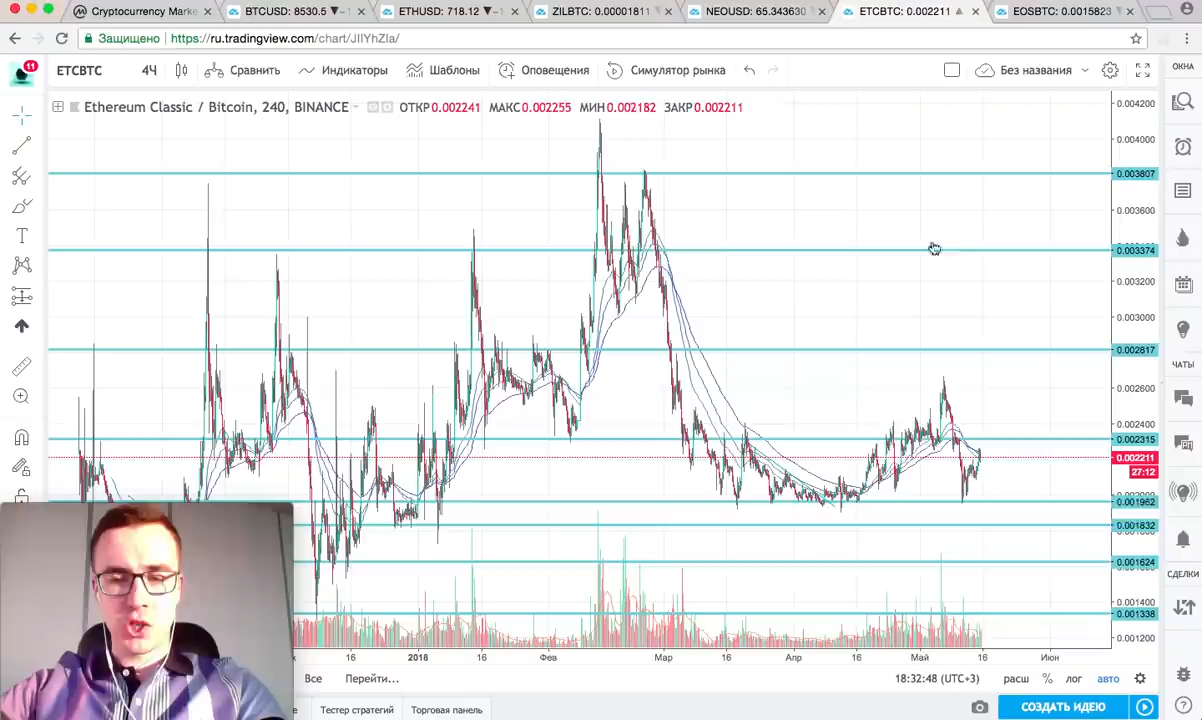 Cryptocurrency Marke
BTCUSD: 8530.5 ▼ −1
ETHUSD: 718.12 ▼ −1
ZILBTC: 0.00001811
NEOUSD: 65.343630
ETCBTC: 0.002211 ▲
EOSBTC: 0.0015823
Защищено
https://ru.tradingview.com/chart/JIIYhZIa/
11
ETCBTC
4Ч
Сравнить
Индикаторы
Шаблоны
Оповещения
Симулятор рынка
Без названия
ОКНА
Ethereum Classic / Bitcoin, 240, BINANCE
ОТКР 0.002241 МАКС 0.002255 МИН 0.002182 ЗАКР 0.002211
0.004200
0.004000
0.003807
0.003600
0.003374
0.003200
0.003000
0.002817
0.002600
0.002400
0.002315
0.002211
27:12
0.001962
0.001832
0.001624
0.001400
0.001338
0.001200
ЧАТЫ
СДЕЛКИ
16
2018
16
Фев
Мар
16
Апр
16
Май
16
Июн
Все
Перейти...
18:32:48 (UTC+3)
расш
%
лог
авто
Тестер стратегий
Торговая панель
СОЗДАТЬ ИДЕЮ